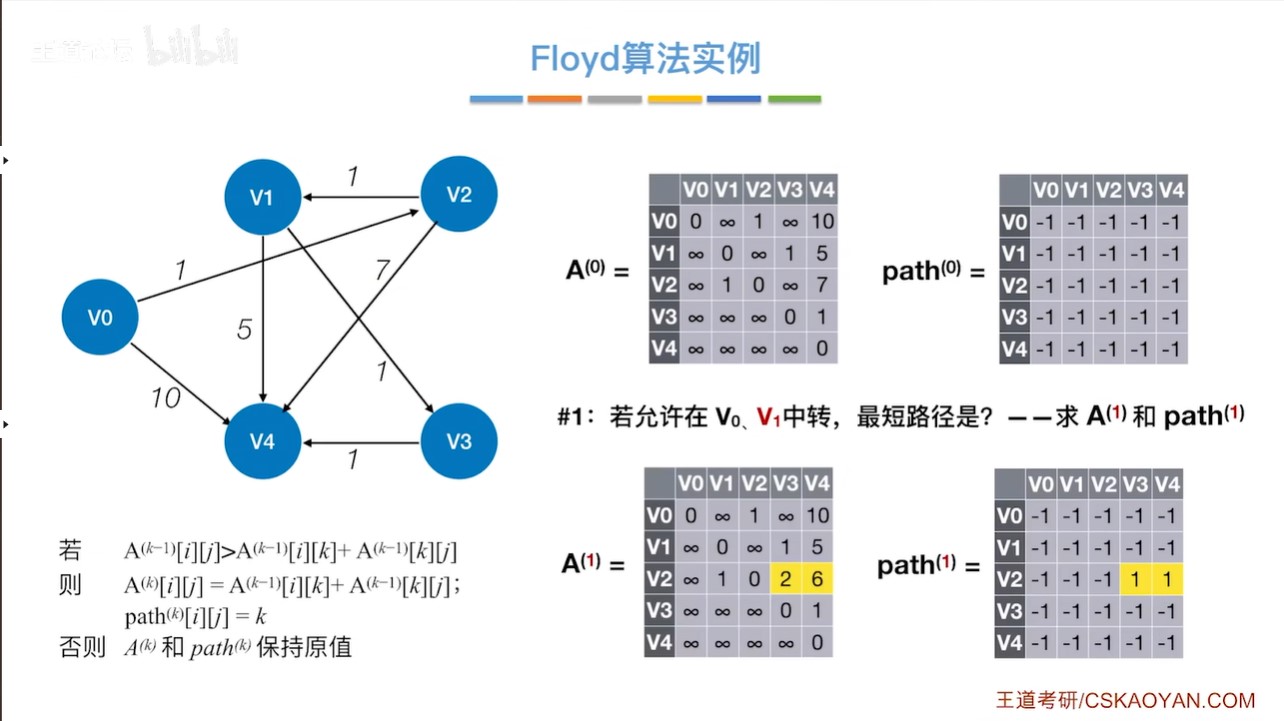 王道论坛 bilibili
Floyd算法实例
V1
V2
V0
V4
V3
1
1
7
5
1
10
1
A(0) =
V0 V1 V2 V3 V4
V0 0 ∞ 1 ∞ 10
V1 ∞ 0 ∞ 1 5
V2 ∞ 1 0 ∞ 7
V3 ∞ ∞ ∞ 0 1
V4 ∞ ∞ ∞ ∞ 0
path(0) =
V0 V1 V2 V3 V4
V0 -1 -1 -1 -1 -1
V1 -1 -1 -1 -1 -1
V2 -1 -1 -1 -1 -1
V3 -1 -1 -1 -1 -1
V4 -1 -1 -1 -1 -1
#1：若允许在 V0、V1中转，最短路径是？——求 A(1) 和 path(1)
A(1) =
V0 V1 V2 V3 V4
V0 0 ∞ 1 ∞ 10
V1 ∞ 0 ∞ 1 5
V2 ∞ 1 0 2 6
V3 ∞ ∞ ∞ 0 1
V4 ∞ ∞ ∞ ∞ 0
path(1) =
V0 V1 V2 V3 V4
V0 -1 -1 -1 -1 -1
V1 -1 -1 -1 -1 -1
V2 -1 -1 -1 1 1
V3 -1 -1 -1 -1 -1
V4 -1 -1 -1 -1 -1
若 A(k−1)[i][j]>A(k−1)[i][k]+ A(k−1)[k][j]
则 A(k)[i][j] = A(k−1)[i][k]+ A(k−1)[k][j]；
path(k)[i][j] = k
否则 A(k) 和 path(k) 保持原值
王道考研/CSKAOYAN.COM